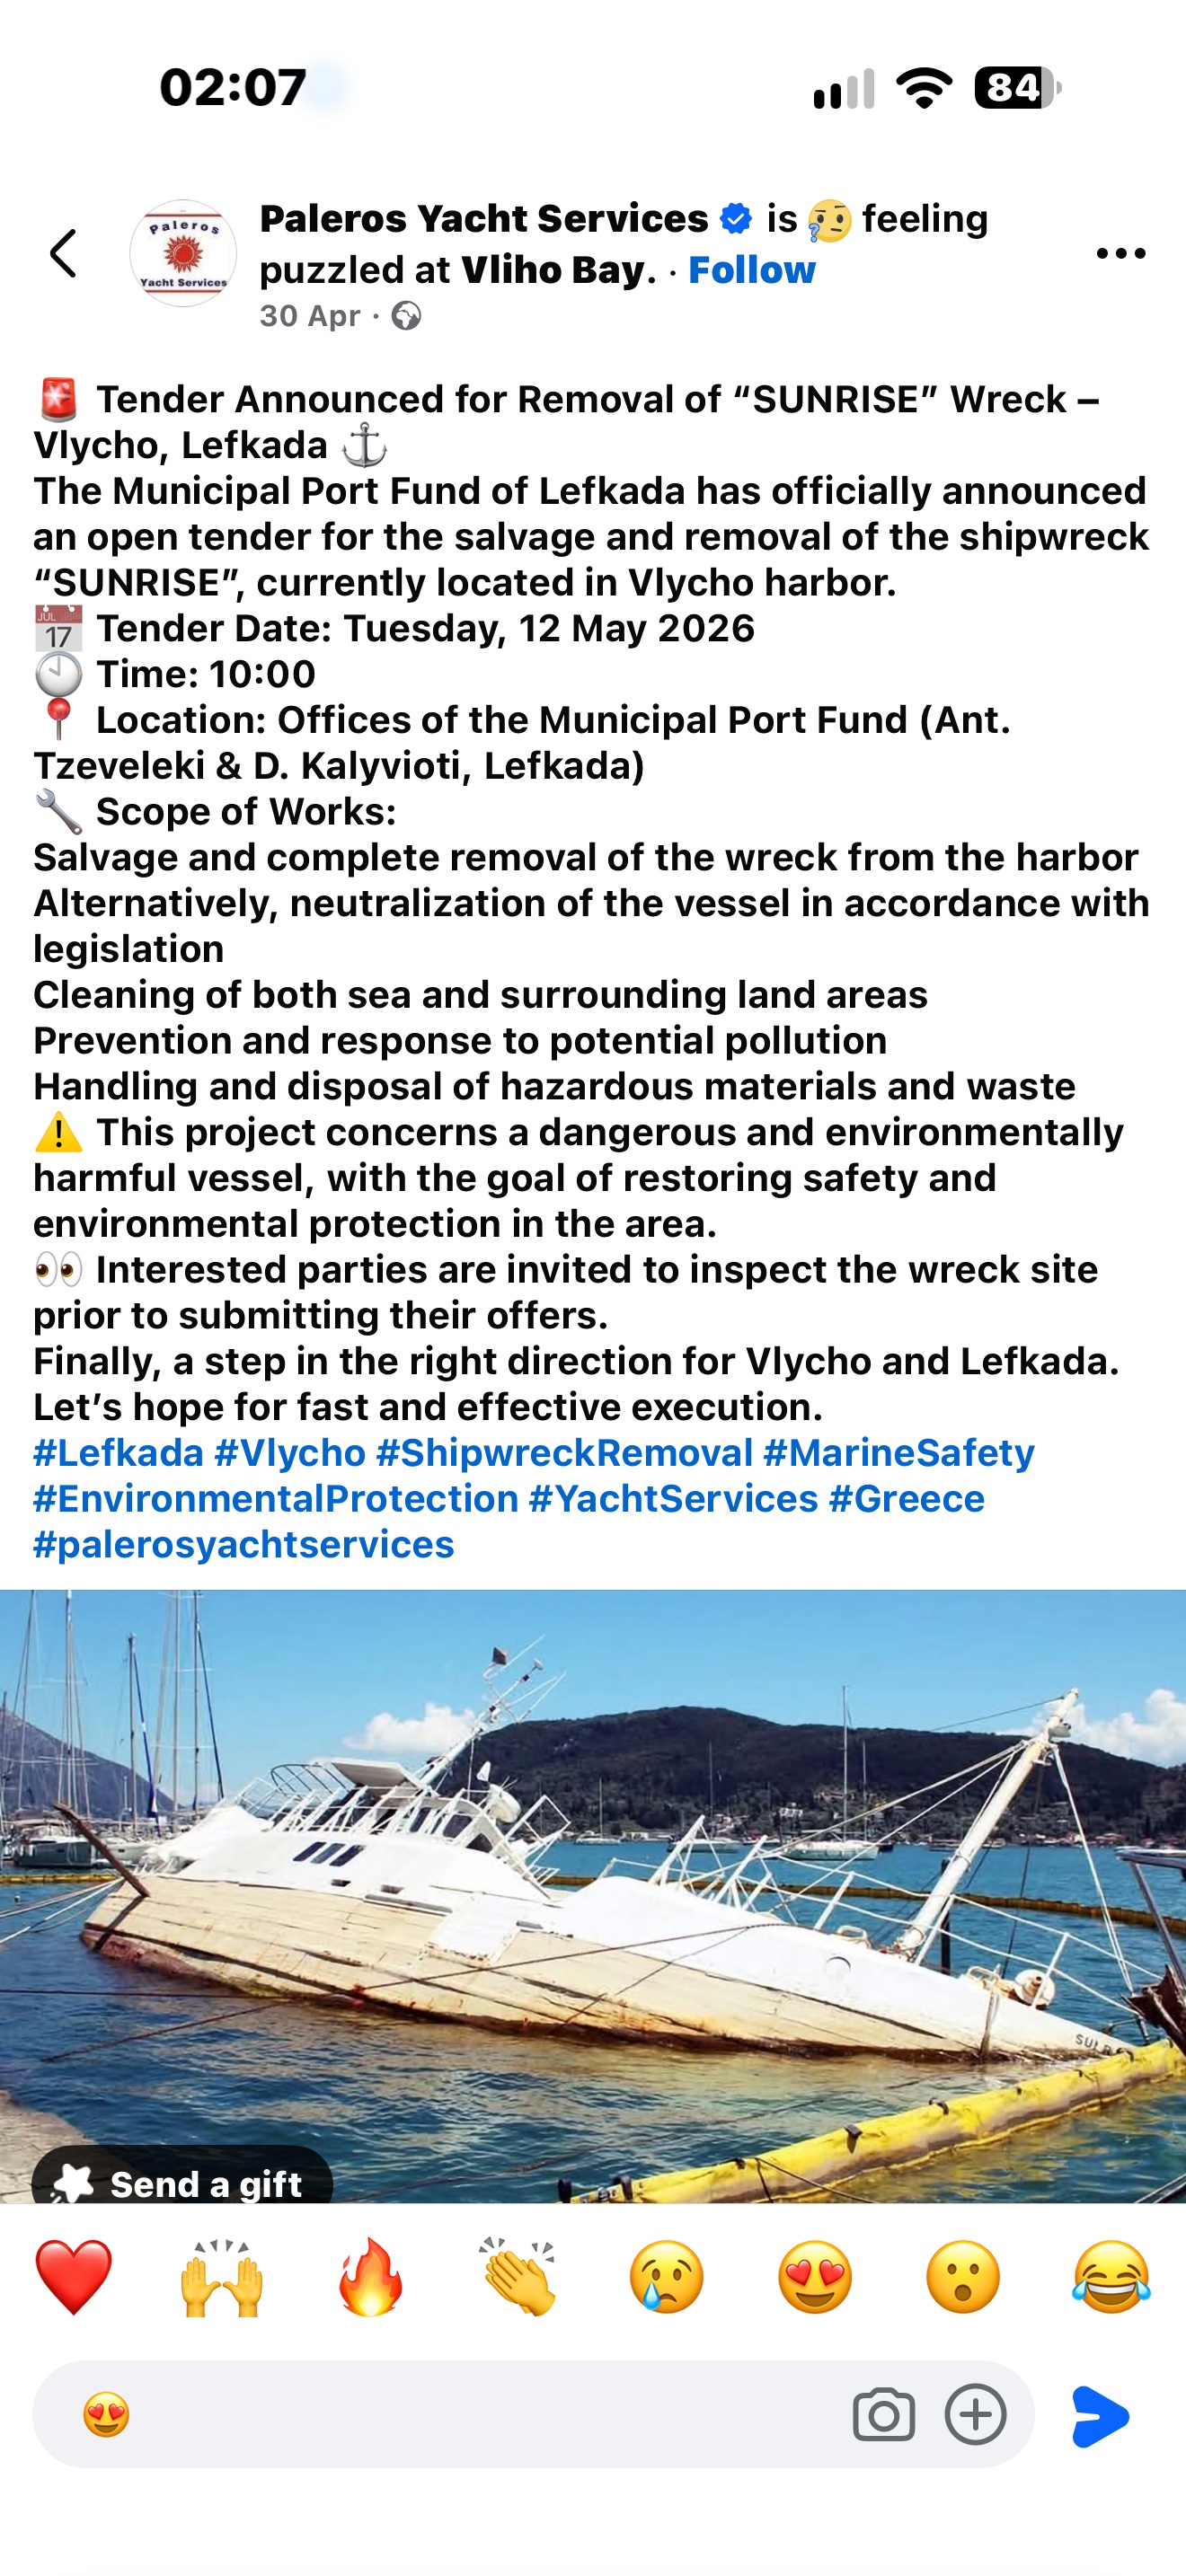 02:07
84
Paleros
Yacht Services
Paleros Yacht Services is 🤔 feeling
puzzled at Vliho Bay. · Follow
30 Apr ·
🚨 Tender Announced for Removal of “SUNRISE” Wreck –
Vlycho, Lefkada ⚓
The Municipal Port Fund of Lefkada has officially announced
an open tender for the salvage and removal of the shipwreck
“SUNRISE”, currently located in Vlycho harbor.
📅 Tender Date: Tuesday, 12 May 2026
🕙 Time: 10:00
📍 Location: Offices of the Municipal Port Fund (Ant.
Tzeveleki & D. Kalyvioti, Lefkada)
🔧 Scope of Works:
Salvage and complete removal of the wreck from the harbor
Alternatively, neutralization of the vessel in accordance with
legislation
Cleaning of both sea and surrounding land areas
Prevention and response to potential pollution
Handling and disposal of hazardous materials and waste
⚠️ This project concerns a dangerous and environmentally
harmful vessel, with the goal of restoring safety and
environmental protection in the area.
👀 Interested parties are invited to inspect the wreck site
prior to submitting their offers.
Finally, a step in the right direction for Vlycho and Lefkada.
Let’s hope for fast and effective execution.
#Lefkada #Vlycho #ShipwreckRemoval #MarineSafety
#EnvironmentalProtection #YachtServices #Greece
#palerosyachtservices
Send a gift